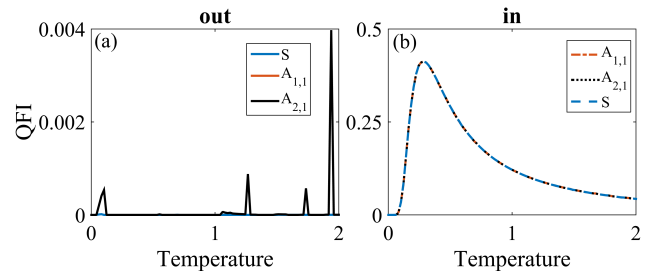 out
in
(a)
S
A1,1
A2,1
0.004
0.002
0
QFI
0
1
2
Temperature
(b)
A1,1
A2,1
S
0.5
0.25
0
0
1
2
Temperature